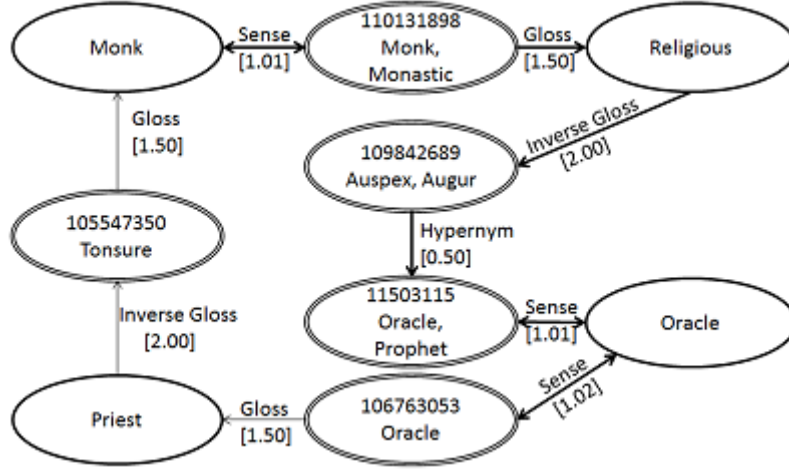 Monk
Sense
[1.01]
110131898
Monk,
Monastic
Gloss
[1.50]
Religious
Gloss
[1.50]
Inverse Gloss
[2.00]
109842689
Auspex, Augur
105547350
Tonsure
Hypernym
[0.50]
Inverse Gloss
[2.00]
11503115
Oracle,
Prophet
Sense
[1.01]
Oracle
Sense
[1.02]
Priest
Gloss
[1.50]
106763053
Oracle